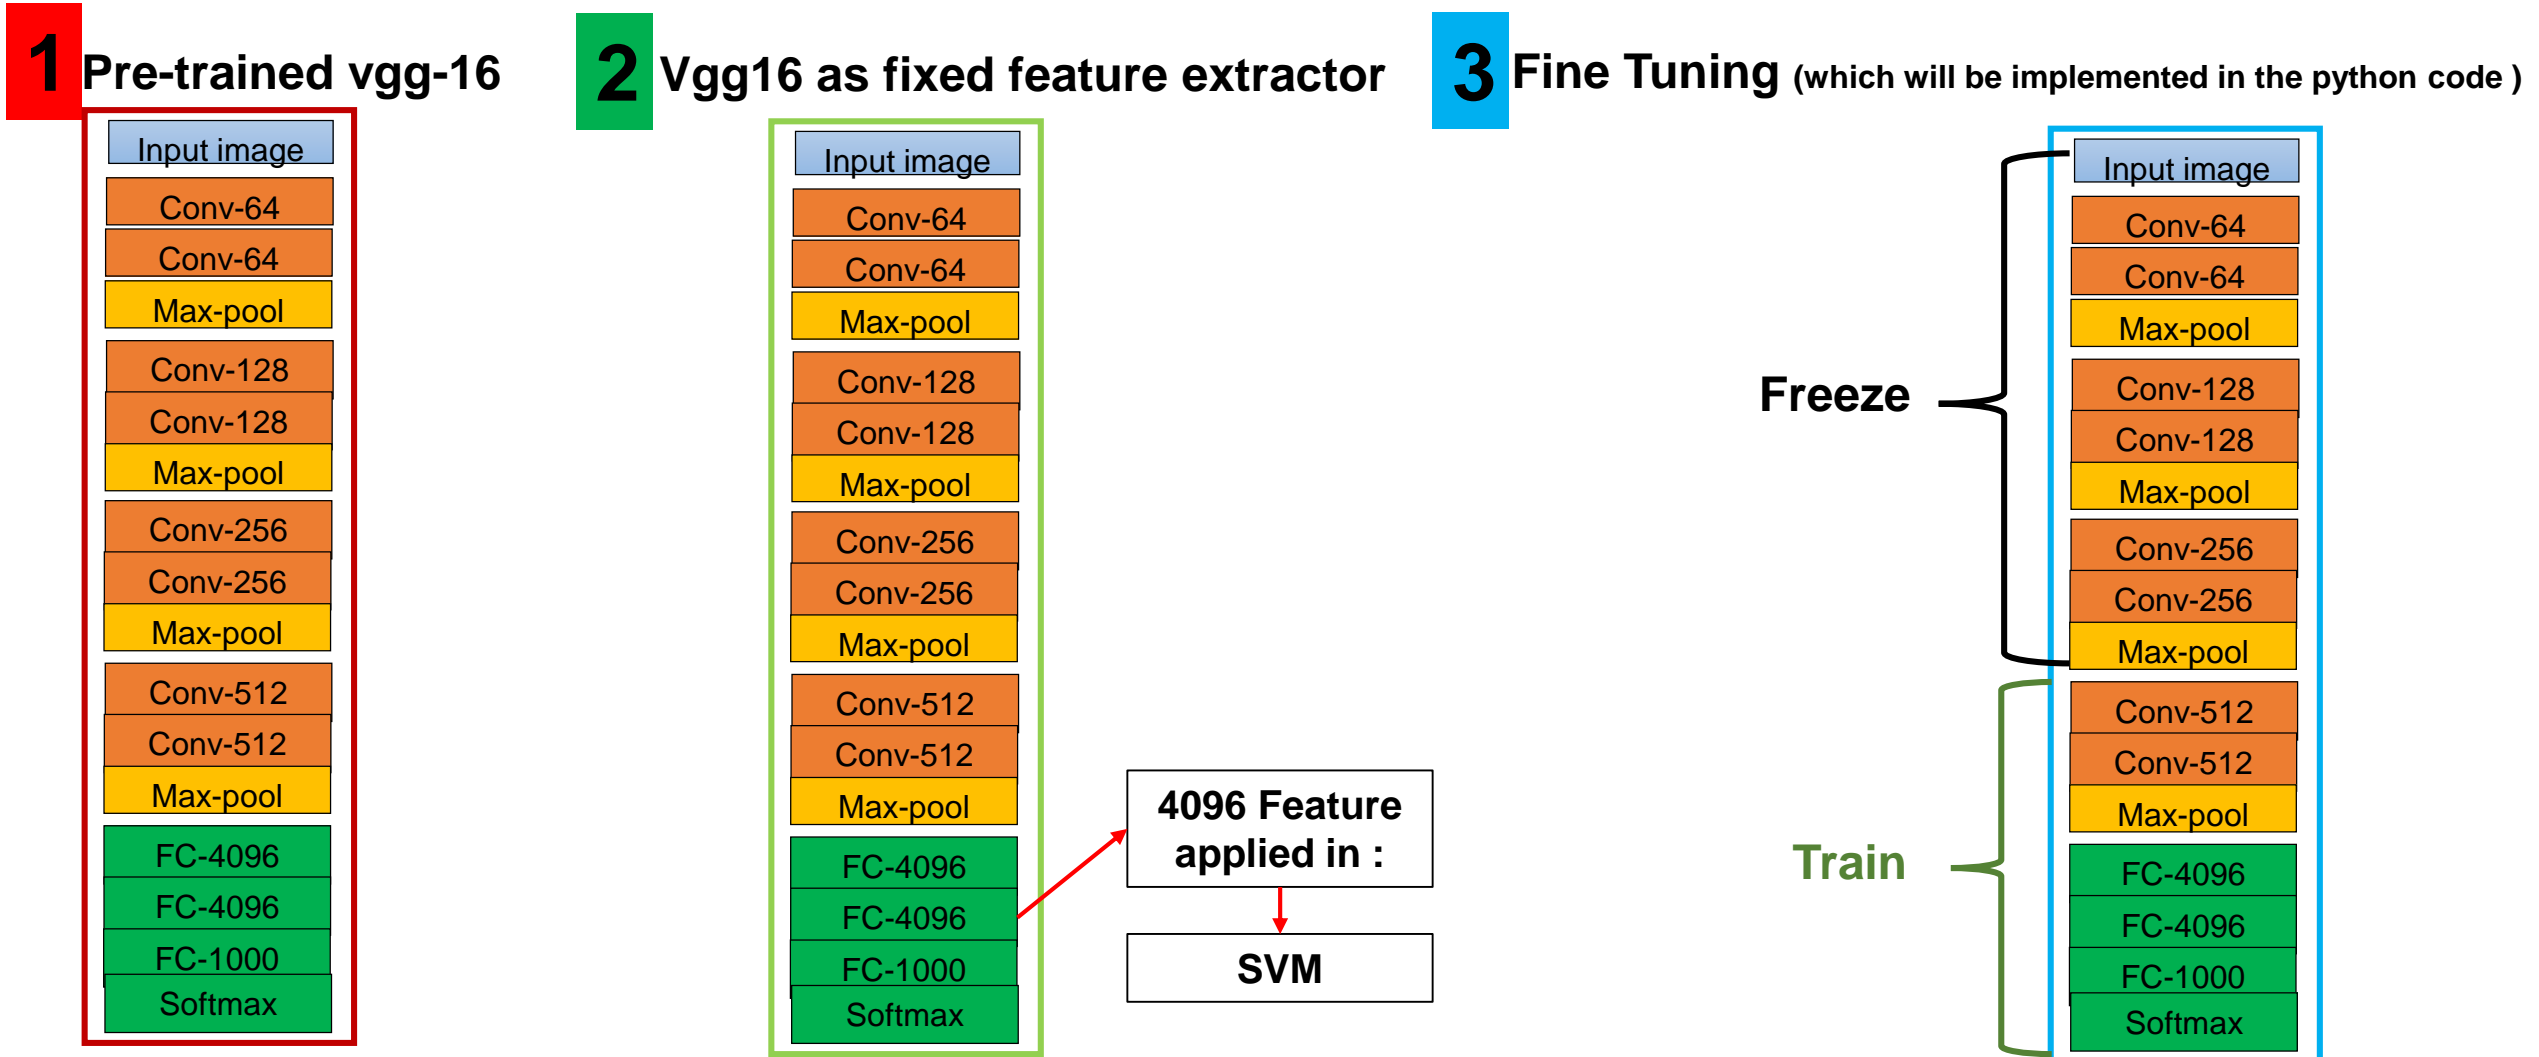 1 Pre-trained vgg-16
Input image
Conv-64
Conv-64
Max-pool
Conv-128
Conv-128
Max-pool
Conv-256
Conv-256
Max-pool
Conv-512
Conv-512
Max-pool
FC-4096
FC-4096
FC-1000
Softmax
2 Vgg16 as fixed feature extractor
Input image
Conv-64
Conv-64
Max-pool
Conv-128
Conv-128
Max-pool
Conv-256
Conv-256
Max-pool
Conv-512
Conv-512
Max-pool
FC-4096
FC-4096
FC-1000
Softmax
4096 Feature
applied in :
SVM
3 Fine Tuning (which will be implemented in the python code )
Freeze
Train
Input image
Conv-64
Conv-64
Max-pool
Conv-128
Conv-128
Max-pool
Conv-256
Conv-256
Max-pool
Conv-512
Conv-512
Max-pool
FC-4096
FC-4096
FC-1000
Softmax